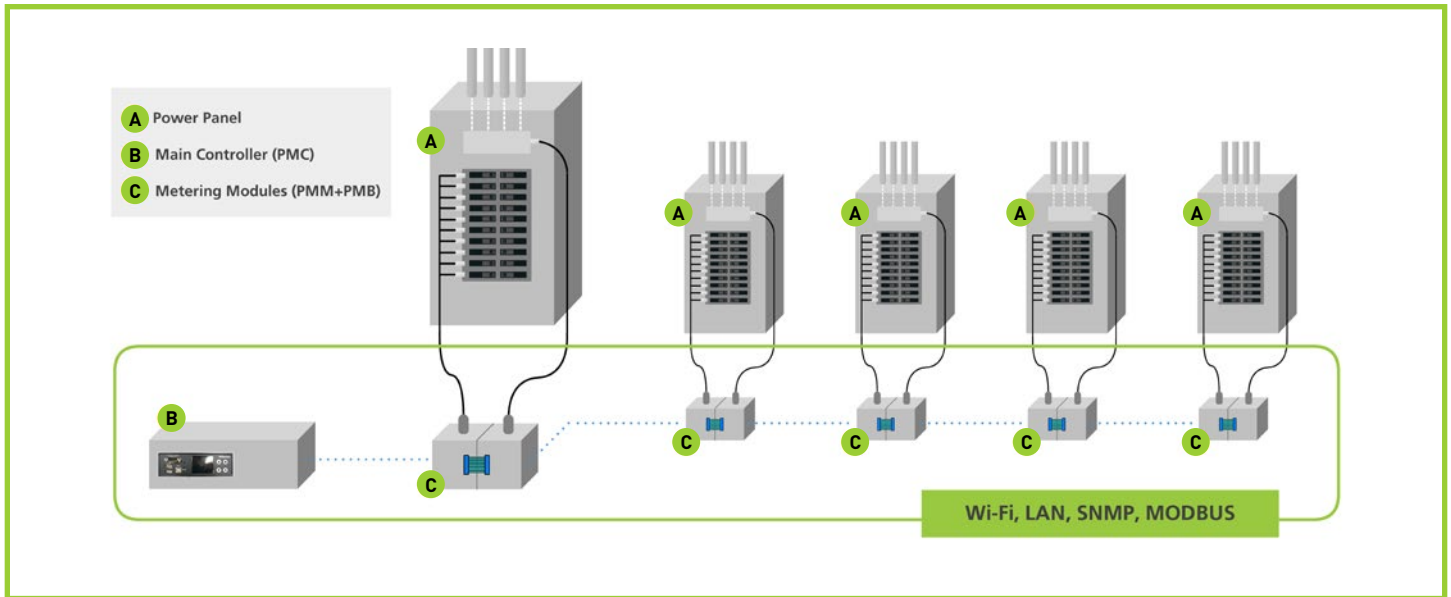 A Power Panel
B Main Controller (PMC)
C Metering Modules (PMM+PMB)
A
A
A
A
A
B
C
C
C
C
C
Wi-Fi, LAN, SNMP, MODBUS